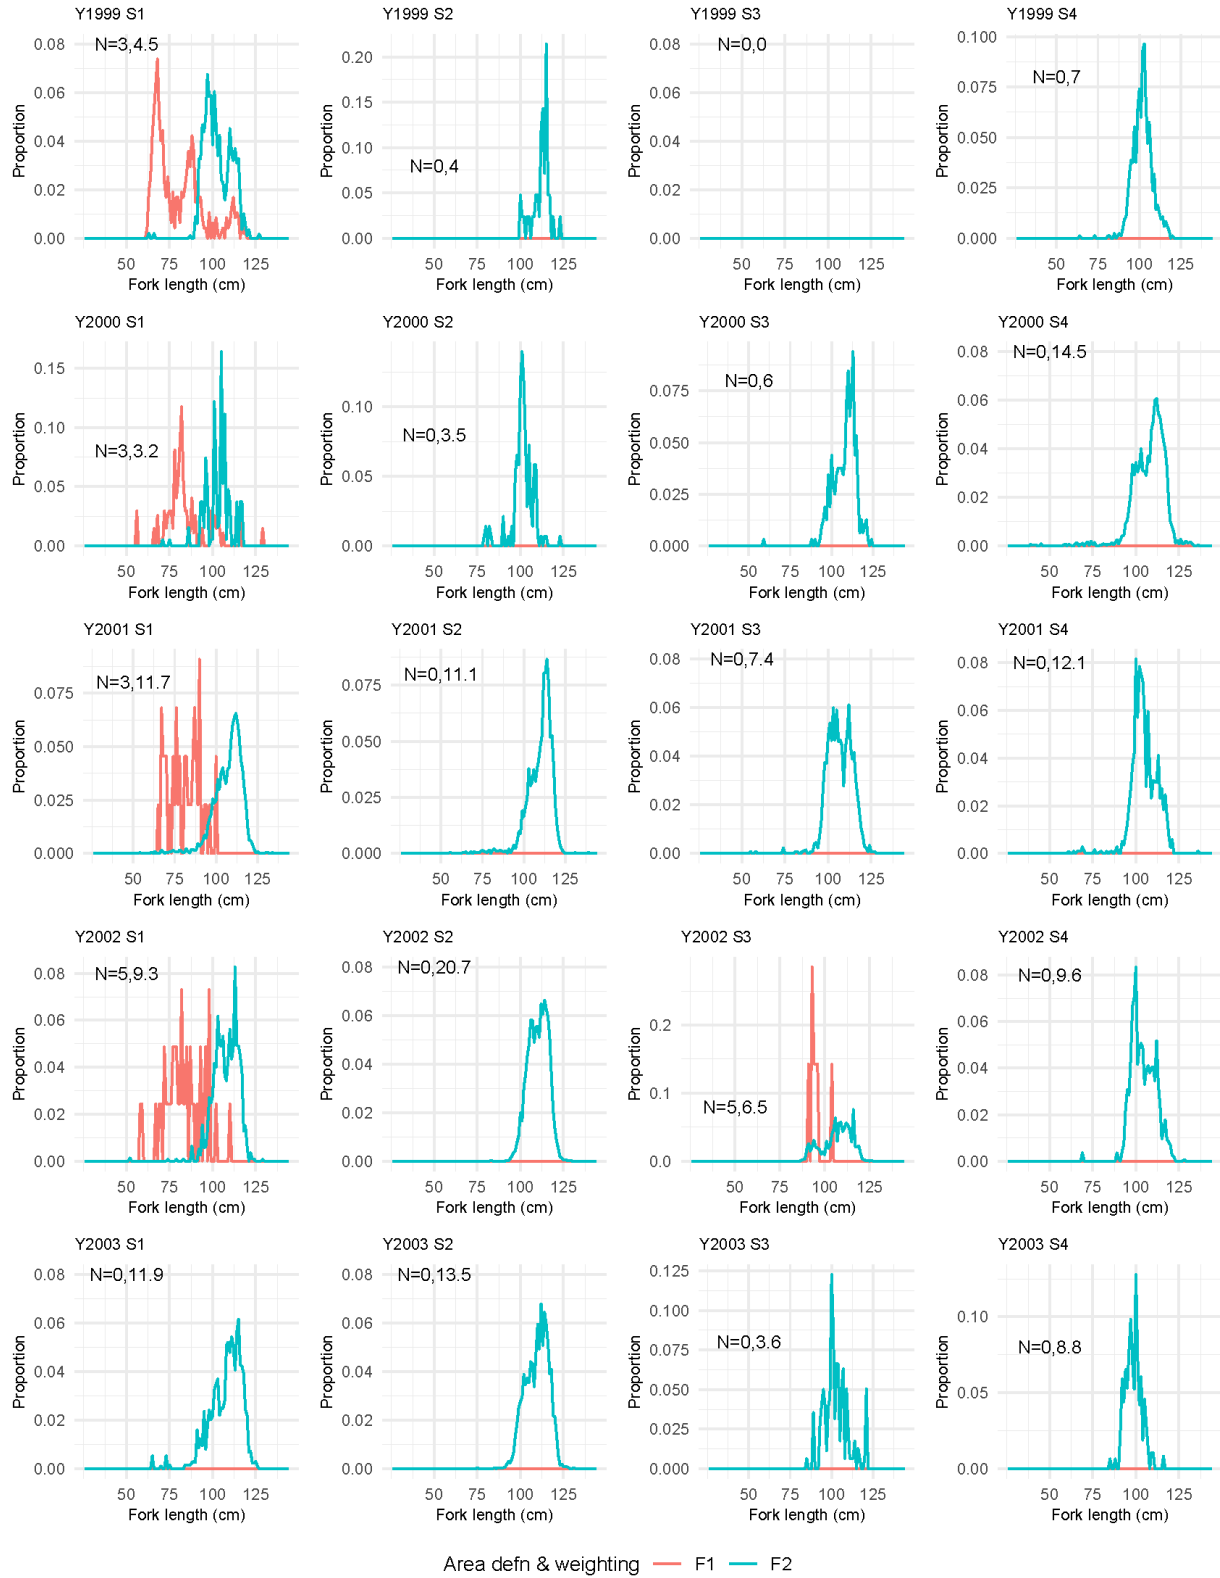 Y1999 S1
Y1999 S2
Y1999 S3
Y1999 S4
N=3,4.5
N=0,4
N=0,0
N=0,7
Proportion
0.08
0.06
0.04
0.02
0.00
Proportion
0.20
0.15
0.10
0.05
0.00
Proportion
0.08
0.06
0.04
0.02
0.00
Proportion
0.100
0.075
0.050
0.025
0.000
50 75 100 125
50 75 100 125
50 75 100 125
50 75 100 125
Fork length (cm)
Fork length (cm)
Fork length (cm)
Fork length (cm)
Y2000 S1
Y2000 S2
Y2000 S3
Y2000 S4
N=3,3.2
N=0,3.5
N=0,6
N=0,14.5
Proportion
0.15
0.10
0.05
0.00
Proportion
0.10
0.05
0.00
Proportion
0.075
0.050
0.025
0.000
Proportion
0.08
0.06
0.04
0.02
0.00
50 75 100 125
50 75 100 125
50 75 100 125
50 75 100 125
Fork length (cm)
Fork length (cm)
Fork length (cm)
Fork length (cm)
Y2001 S1
Y2001 S2
Y2001 S3
Y2001 S4
N=3,11.7
N=0,11.1
N=0,7.4
N=0,12.1
Proportion
0.075
0.050
0.025
0.000
Proportion
0.075
0.050
0.025
0.000
Proportion
0.08
0.06
0.04
0.02
0.00
Proportion
0.08
0.06
0.04
0.02
0.00
50 75 100 125
50 75 100 125
50 75 100 125
50 75 100 125
Fork length (cm)
Fork length (cm)
Fork length (cm)
Fork length (cm)
Y2002 S1
Y2002 S2
Y2002 S3
Y2002 S4
N=5,9.3
N=0,20.7
N=5,6.5
N=0,9.6
Proportion
0.08
0.06
0.04
0.02
0.00
Proportion
0.08
0.06
0.04
0.02
0.00
Proportion
0.2
0.1
0
Proportion
0.08
0.06
0.04
0.02
0.00
50 75 100 125
50 75 100 125
50 75 100 125
50 75 100 125
Fork length (cm)
Fork length (cm)
Fork length (cm)
Fork length (cm)
Y2003 S1
Y2003 S2
Y2003 S3
Y2003 S4
N=0,11.9
N=0,13.5
N=0,3.6
N=0,8.8
Proportion
0.08
0.06
0.04
0.02
0.00
Proportion
0.08
0.06
0.04
0.02
0.00
Proportion
0.125
0.100
0.075
0.050
0.025
0.000
Proportion
0.10
0.05
0.00
50 75 100 125
50 75 100 125
50 75 100 125
50 75 100 125
Fork length (cm)
Fork length (cm)
Fork length (cm)
Fork length (cm)
Area defn & weighting F1 F2